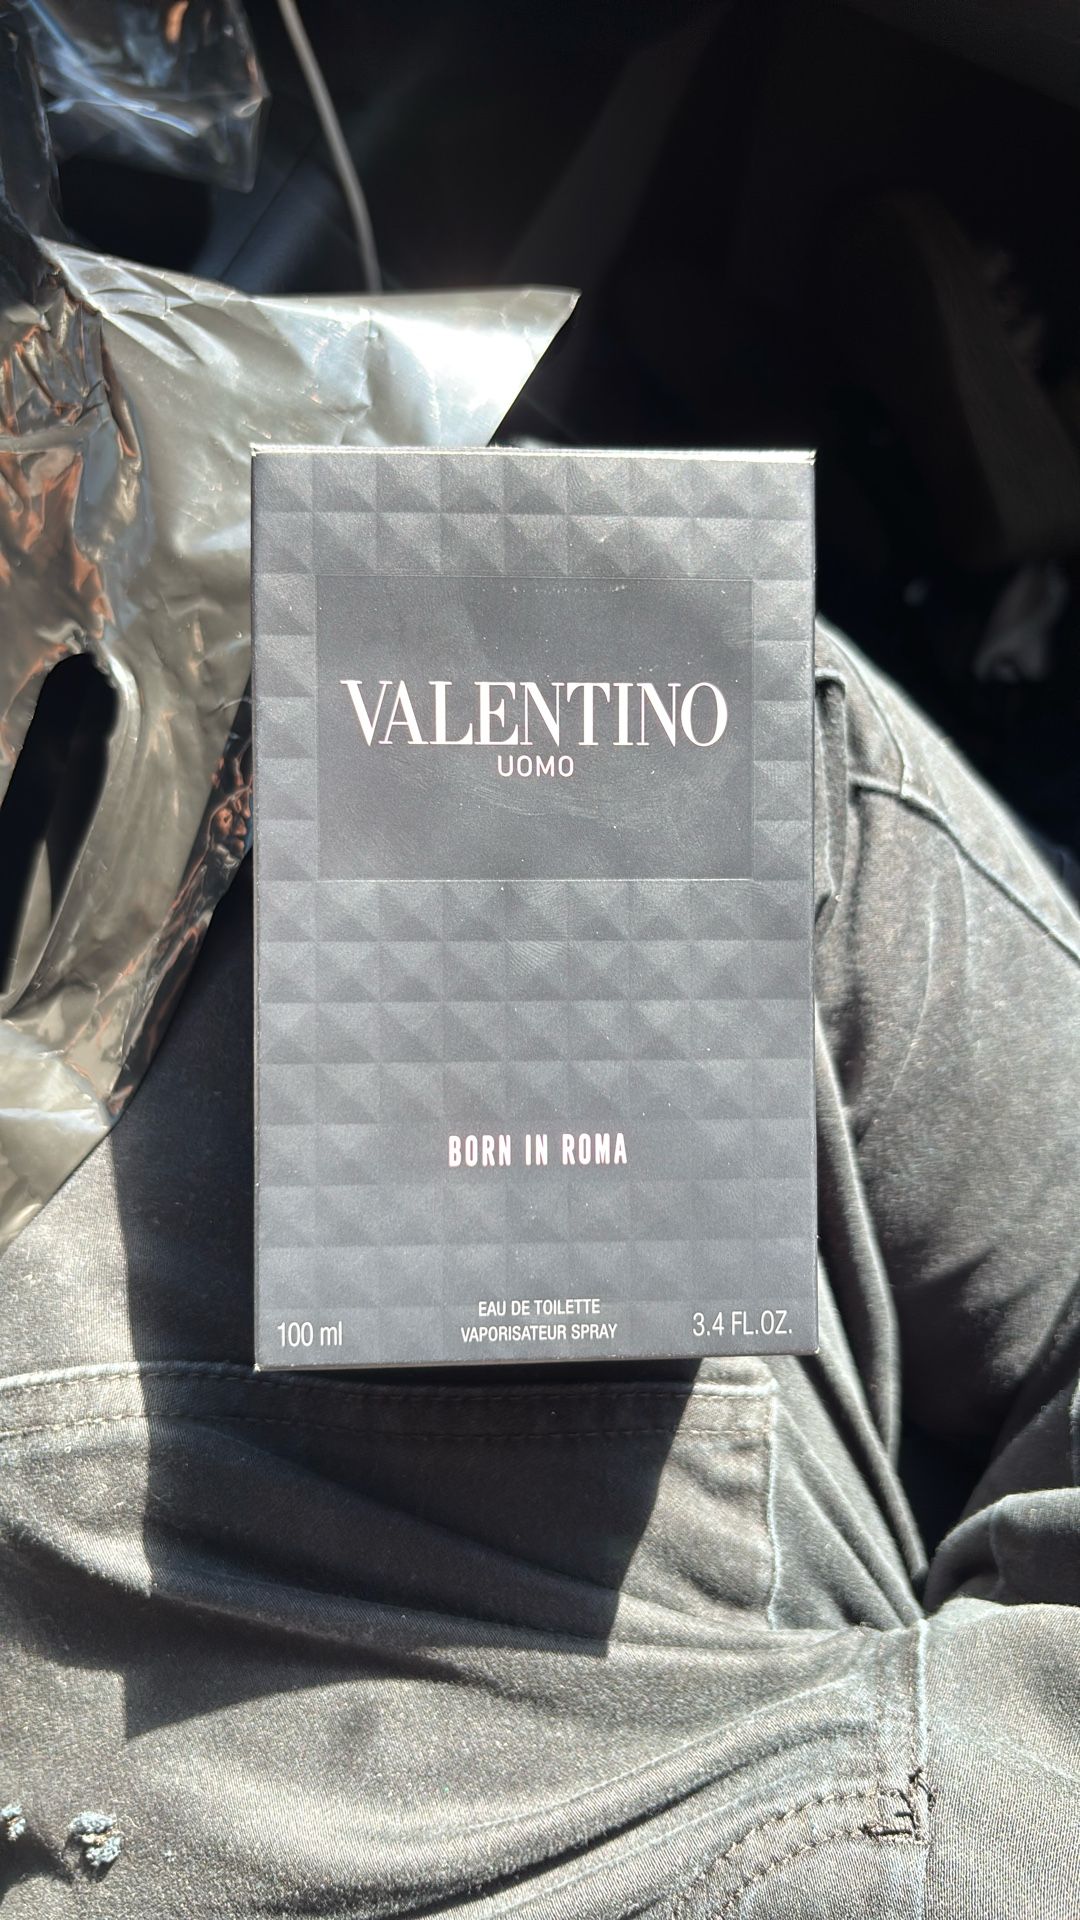 VALENTINO
UOMO
BORN IN ROMA
EAU DE TOILETTE
100 ml VAPORISATEUR SPRAY 3.4 FL.OZ.